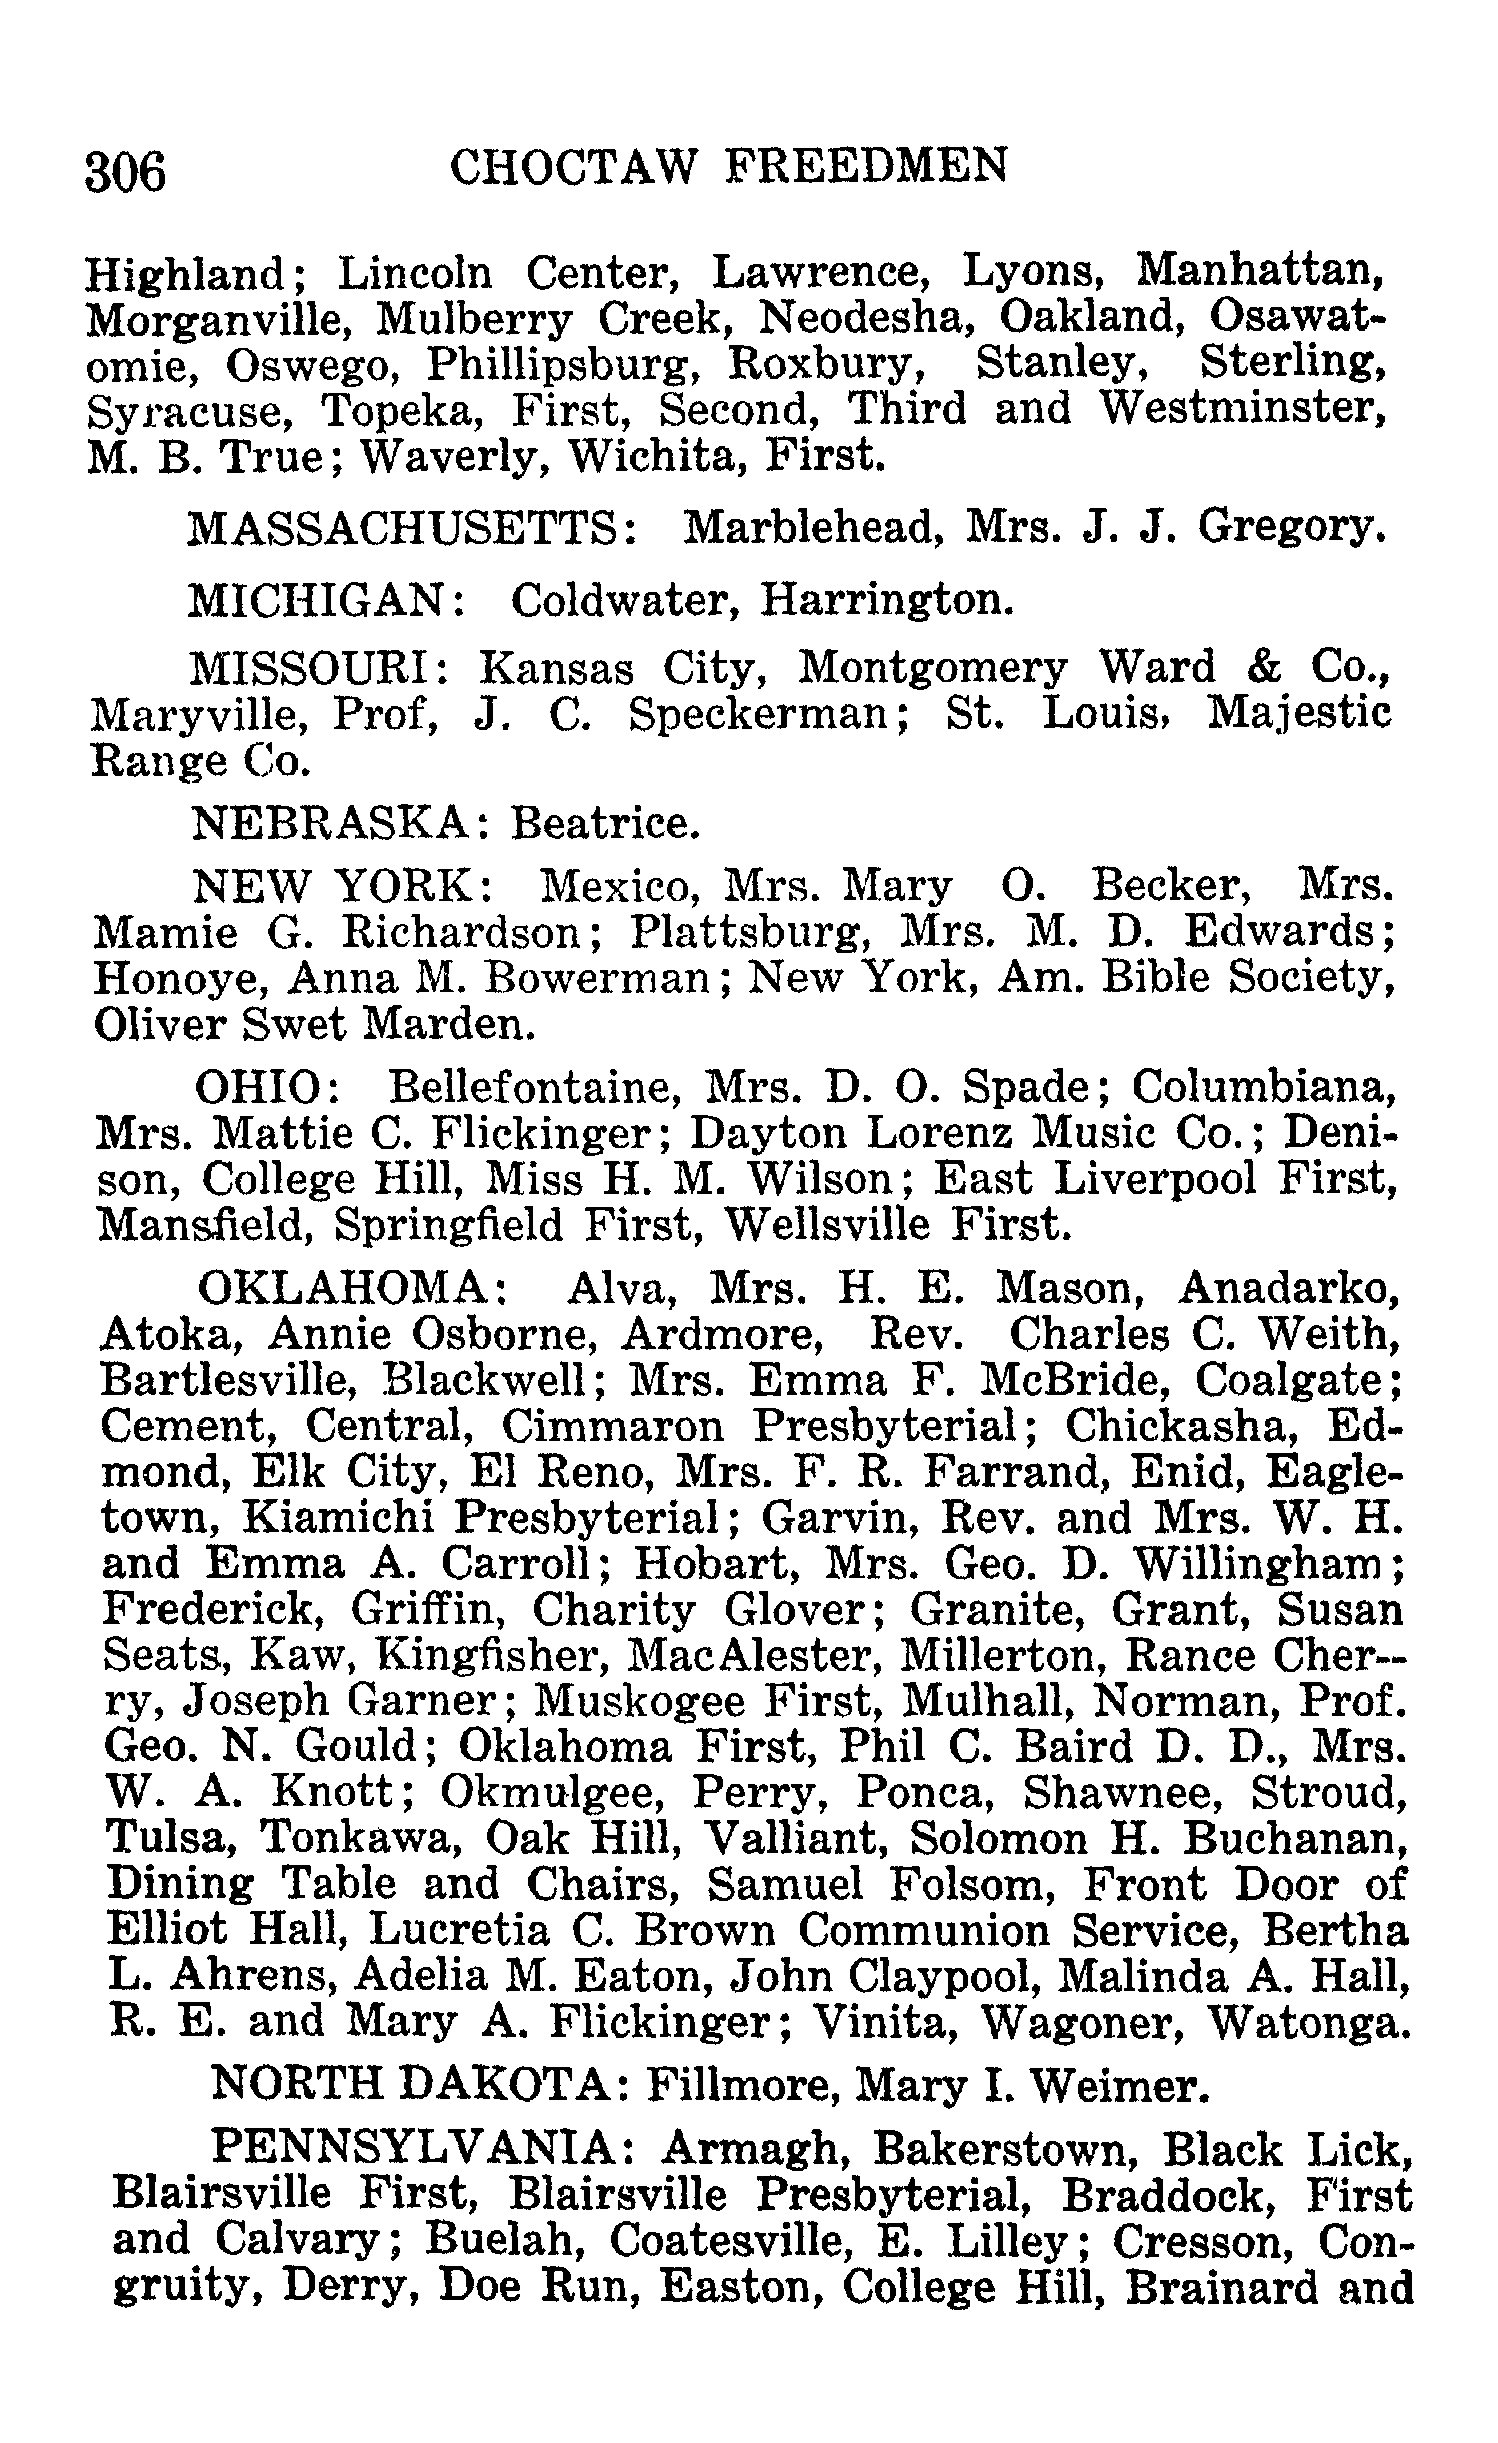 306 CHOCTAW FREEDMEN
Highland; Lincoln Center, Lawrence, Lyons, Manhattan,
Morganville, Mulberry Creek, Neodesha, Oakland, Osawat-
omie, Oswego, Phillipsburg, Roxbury, Stanley, Sterling,
Syracuse, Topeka, First, Second, Third and Westminster,
M. B. True; Waverly, Wichita, First.
MASSACHUSETTS: Marblehead, Mrs. J. J. Gregory.
MICHIGAN: Coldwater, Harrington.
MISSOURI: Kansas City, Montgomery Ward & Co.,
Maryville, Prof, J. C. Speckerman; St. Louis, Majestic
Range Co.
NEBRASKA: Beatrice.
NEW YORK: Mexico, Mrs. Mary O. Becker, Mrs.
Mamie G. Richardson; Plattsburg, Mrs. M. D. Edwards;
Honoye, Anna M. Bowerman; New York, Am. Bible Society,
Oliver Swet Marden.
OHIO: Bellefontaine, Mrs. D. O. Spade; Columbiana,
Mrs. Mattie C. Flickinger; Dayton Lorenz Music Co.; Deni-
son, College Hill, Miss H. M. Wilson; East Liverpool First,
Mansfield, Springfield First, Wellsville First.
OKLAHOMA: Alva, Mrs. H. E. Mason, Anadarko,
Atoka, Annie Osborne, Ardmore, Rev. Charles C. Weith,
Bartlesville, Blackwell; Mrs. Emma F. McBride, Coalgate;
Cement, Central, Cimmaron Presbyterial; Chickasha, Ed-
mond, Elk City, El Reno, Mrs. F. R. Farrand, Enid, Eagle-
town, Kiamichi Presbyterial; Garvin, Rev. and Mrs. W. H.
and Emma A. Carroll; Hobart, Mrs. Geo. D. Willingham;
Frederick, Griffin, Charity Glover; Granite, Grant, Susan
Seats, Kaw, Kingfisher, MacAlester, Millerton, Rance Cher--
ry, Joseph Garner; Muskogee First, Mulhall, Norman, Prof.
Geo. N. Gould; Oklahoma First, Phil C. Baird D. D., Mrs.
W. A. Knott; Okmulgee, Perry, Ponca, Shawnee, Stroud,
Tulsa, Tonkawa, Oak Hill, Valliant, Solomon H. Buchanan,
Dining Table and Chairs, Samuel Folsom, Front Door of
Elliot Hall, Lucretia C. Brown Communion Service, Bertha
L. Ahrens, Adelia M. Eaton, John Claypool, Malinda A. Hall,
R. E. and Mary A. Flickinger; Vinita, Wagoner, Watonga.
NORTH DAKOTA: Fillmore, Mary I. Weimer.
PENNSYLVANIA: Armagh, Bakerstown, Black Lick,
Blairsville First, Blairsville Presbyterial, Braddock, First
and Calvary; Buelah, Coatesville, E. Lilley; Cresson, Con-
gruity, Derry, Doe Run, Easton, College Hill, Brainard and